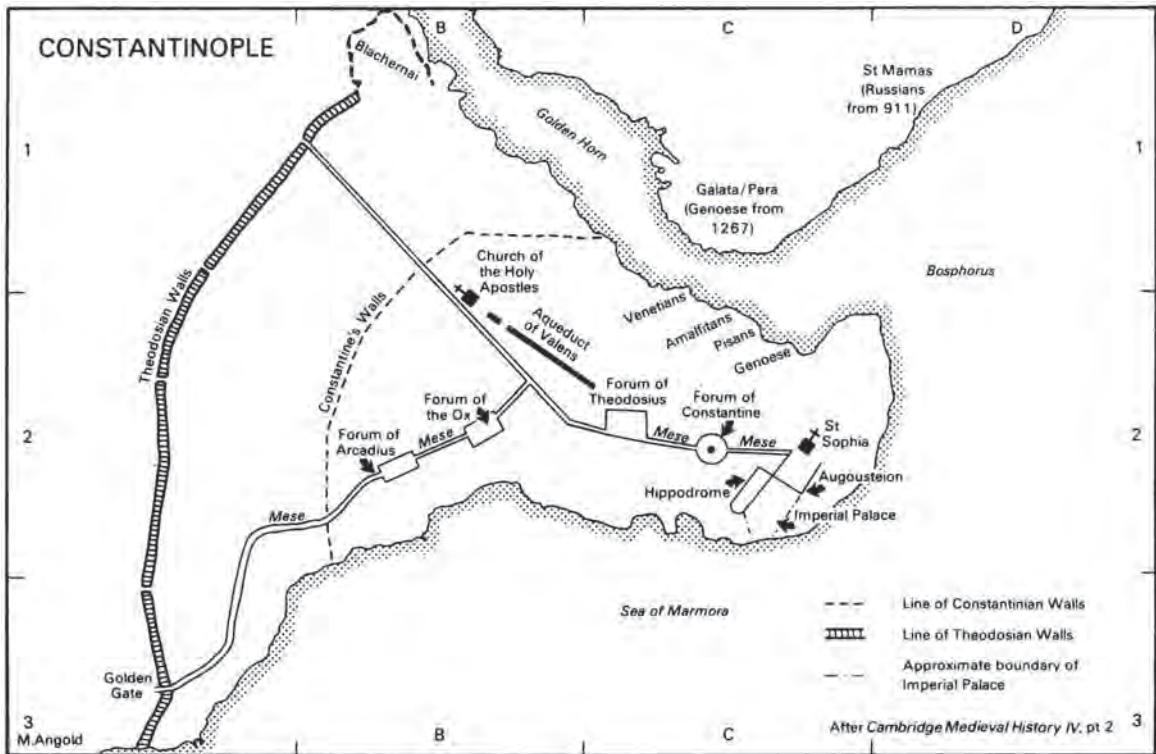 B
C
D
CONSTANTINOPLE
Blachernai
St Mamas
(Russians
from 911)
Golden Horn
1
1
Galata/Pera
(Genoese from
1267)
Church of
the Holy
Apostles
Bosphorus
Theodosian Walls
Constantine's Walls
Aqueduct
of Valens
Venetians
Amalfitans
Pisans
Genoese
Forum of
Theodosius
Forum of
Constantine
Forum of
the Ox
Forum of
Arcadius
Mese
Mese
Mese
St
Sophia
2
2
Augousteion
Hippodrome
Imperial Palace
Mese
Sea of Marmora
Line of Constantinian Walls
Line of Theodosian Walls
Approximate boundary of
Imperial Palace
Golden
Gate
3
3
M.Angold
B
C
After Cambridge Medieval History IV. pt 2